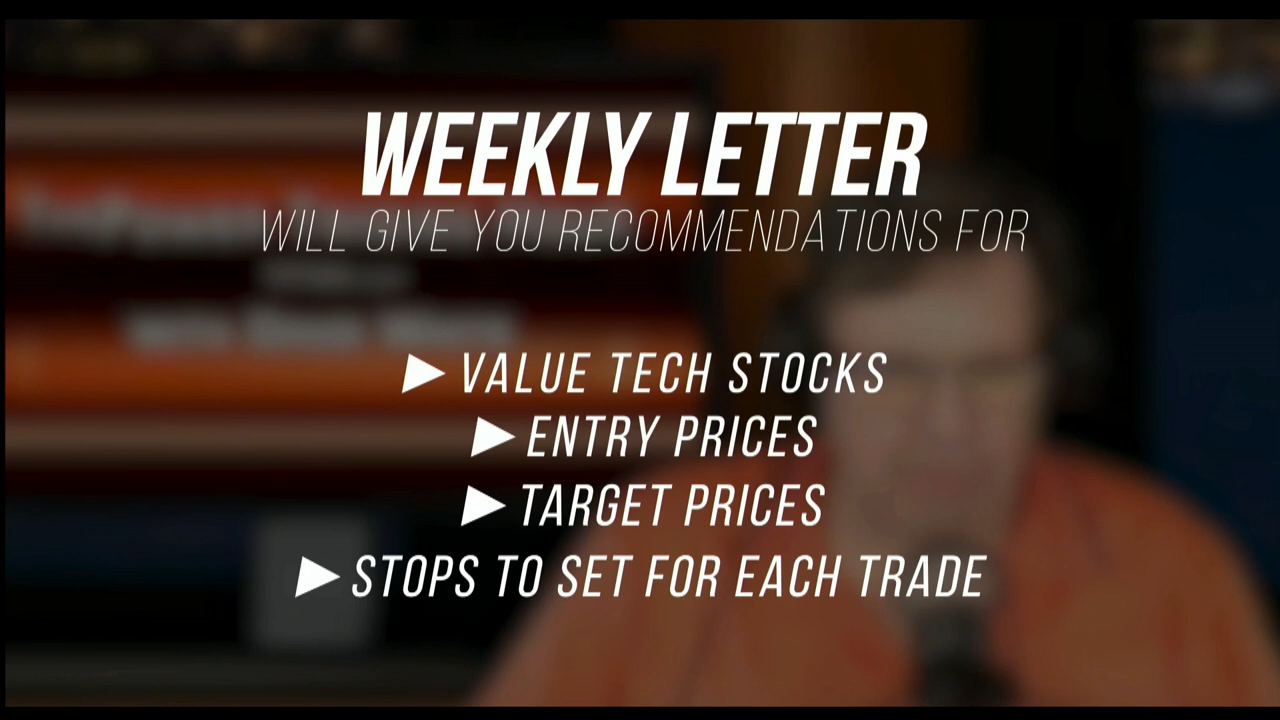 WEEKLY LETTER
WILL GIVE YOU RECOMMENDATIONS FOR
▶ VALUE TECH STOCKS
▶ ENTRY PRICES
▶ TARGET PRICES
▶ STOPS TO SET FOR EACH TRADE